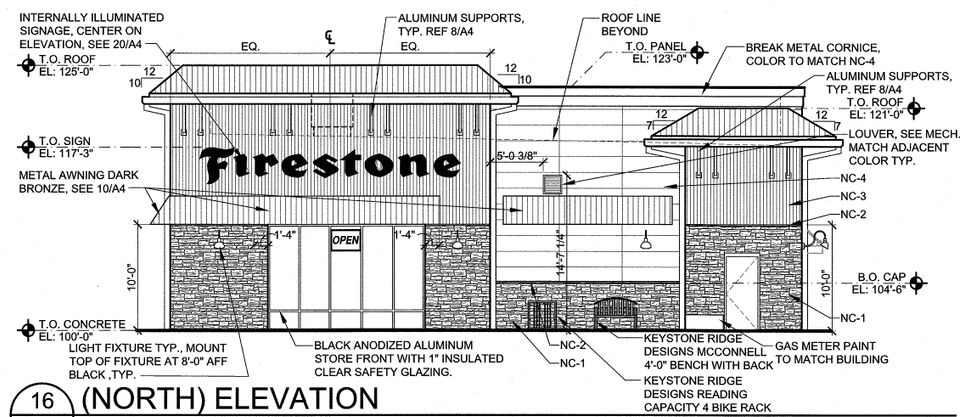 INTERNALLY ILLUMINATED
SIGNAGE, CENTER ON
ELEVATION, SEE 20/A4
T.O. ROOF
EL: 125'-0"
EQ.
℄
EQ.
ALUMINUM SUPPORTS,
TYP. REF 8/A4
ROOF LINE
BEYOND
T.O. PANEL
EL: 123'-0"
BREAK METAL CORNICE,
COLOR TO MATCH NC-4
ALUMINUM SUPPORTS,
TYP. REF 8/A4
T.O. ROOF
EL: 121'-0"
12
10
12
10
12
7
12
7
LOUVER, SEE MECH.
MATCH ADJACENT
COLOR TYP.
T.O. SIGN
EL: 117'-3"
Firestone
5'-0 3/8"
METAL AWNING DARK
BRONZE, SEE 10/A4
NC-4
NC-3
NC-2
1'-4"
OPEN
1'-4"
14'-7 1/4"
10'-0"
10'-0"
B.O. CAP
EL: 104'-6"
NC-1
T.O. CONCRETE
EL: 100'-0"
LIGHT FIXTURE TYP., MOUNT
TOP OF FIXTURE AT 8'-0" AFF
BLACK ,TYP.
BLACK ANODIZED ALUMINUM
STORE FRONT WITH 1" INSULATED
CLEAR SAFETY GLAZING.
NC-2
NC-1
KEYSTONE RIDGE
DESIGNS MCCONNELL
4'-0" BENCH WITH BACK
KEYSTONE RIDGE
DESIGNS READING
CAPACITY 4 BIKE RACK
GAS METER PAINT
TO MATCH BUILDING
16
(NORTH) ELEVATION